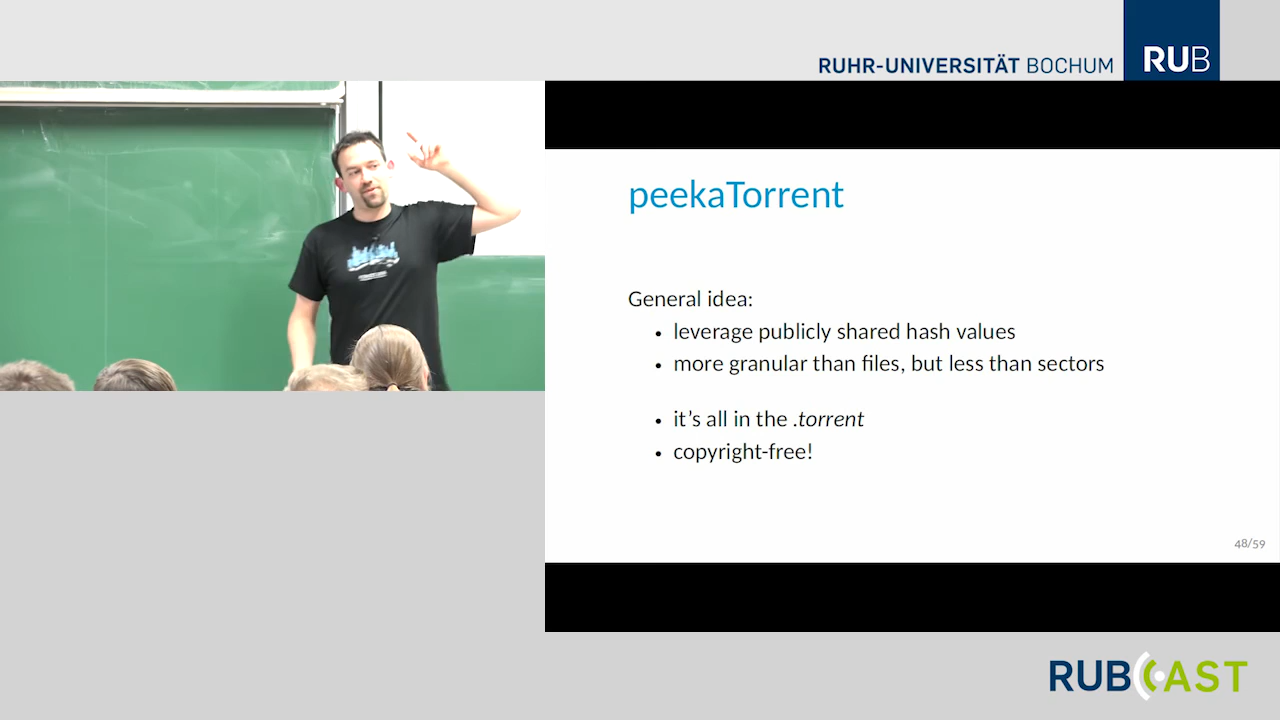 RUHR-UNIVERSITÄT BOCHUM
RUB
peekaTorrent
General idea:
• leverage publicly shared hash values
• more granular than files, but less than sectors
• it's all in the .torrent
• copyright-free!
48/59
RUBCAST